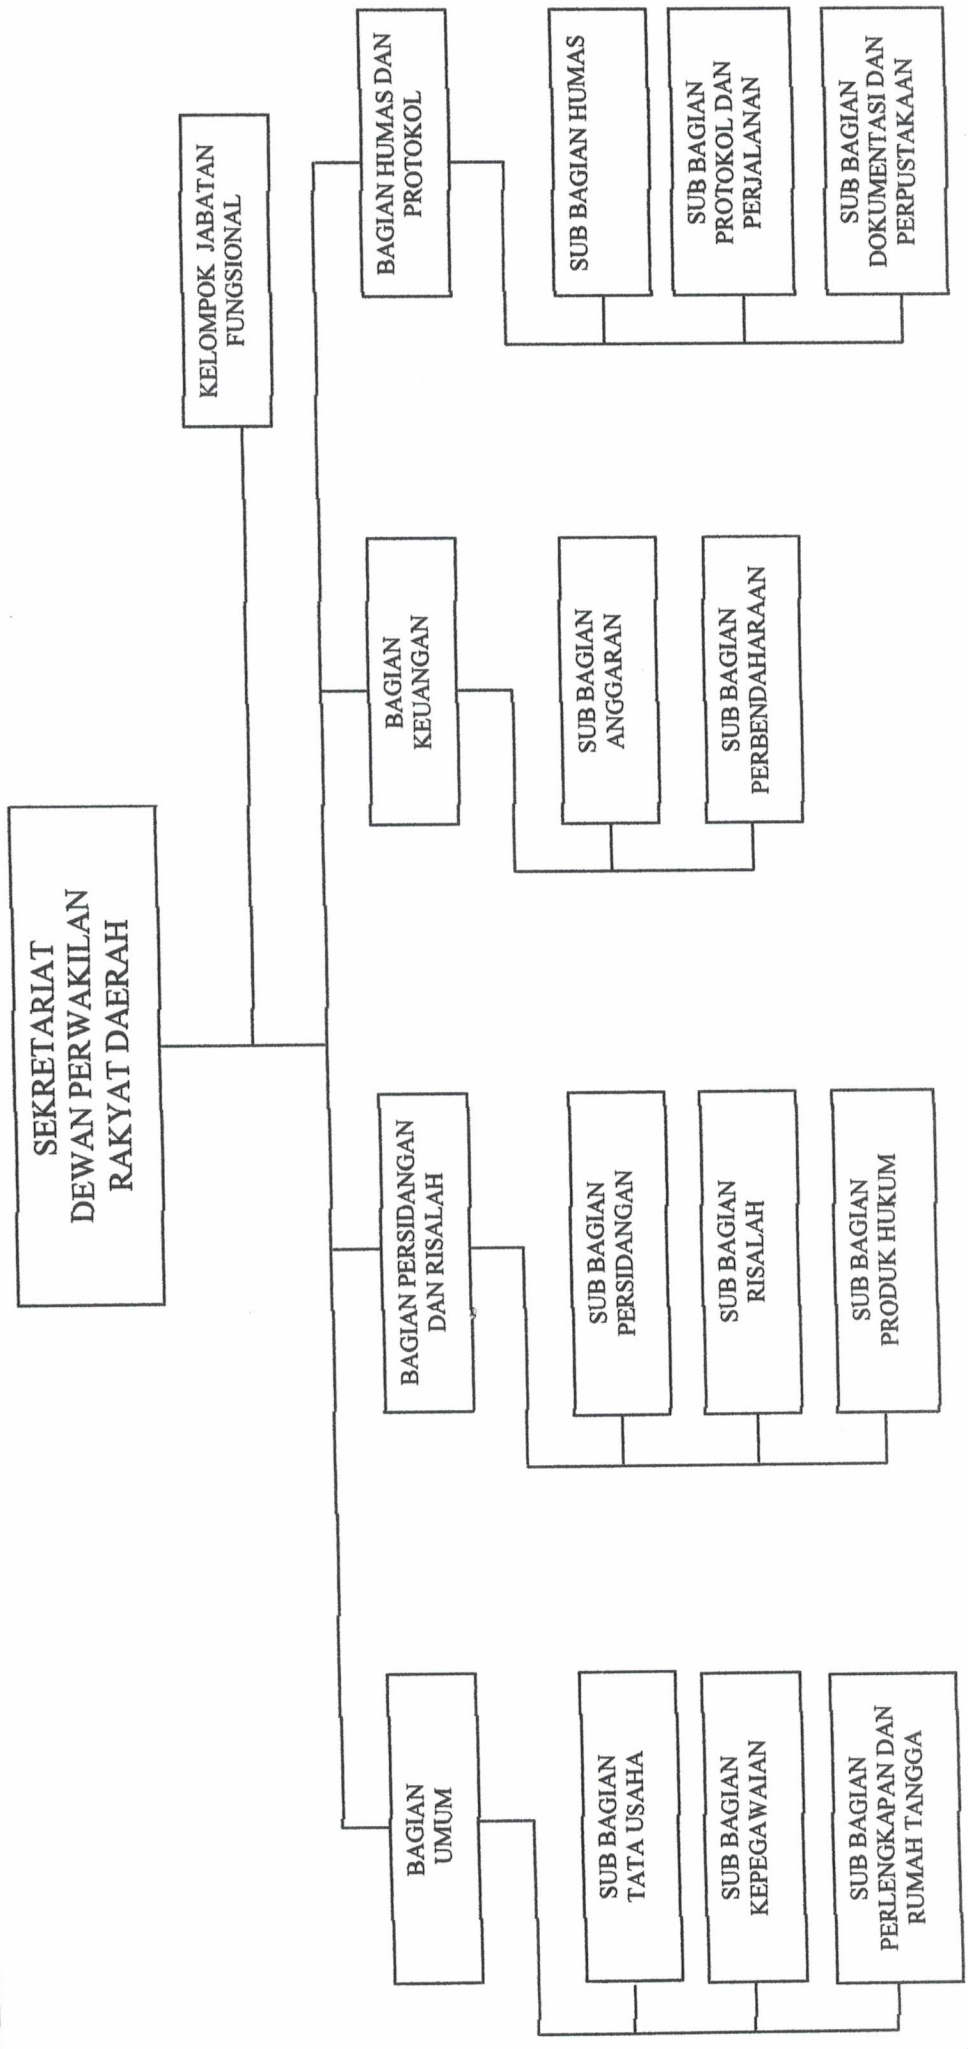 SEKRETARIAT
DEWAN PERWAKILAN
RAKYAT DAERAH
KELOMPOK JABATAN
FUNGSIONAL
BAGIAN
UMUM
BAGIAN PERSIDANGAN
DAN RISALAH
BAGIAN
KEUANGAN
BAGIAN HUMAS DAN
PROTOKOL
SUB BAGIAN
TATA USAHA
SUB BAGIAN
KEPEGAWAIAN
SUB BAGIAN
PERLENGKAPAN DAN
RUMAH TANGGA
SUB BAGIAN
PERSIDANGAN
SUB BAGIAN
RISALAH
SUB BAGIAN
PRODUK HUKUM
SUB BAGIAN
ANGGARAN
SUB BAGIAN
PERBENDAHARAAN
SUB BAGIAN HUMAS
SUB BAGIAN
PROTOKOL DAN
PERJALANAN
SUB BAGIAN
DOKUMENTASI DAN
PERPUSTAKAAN